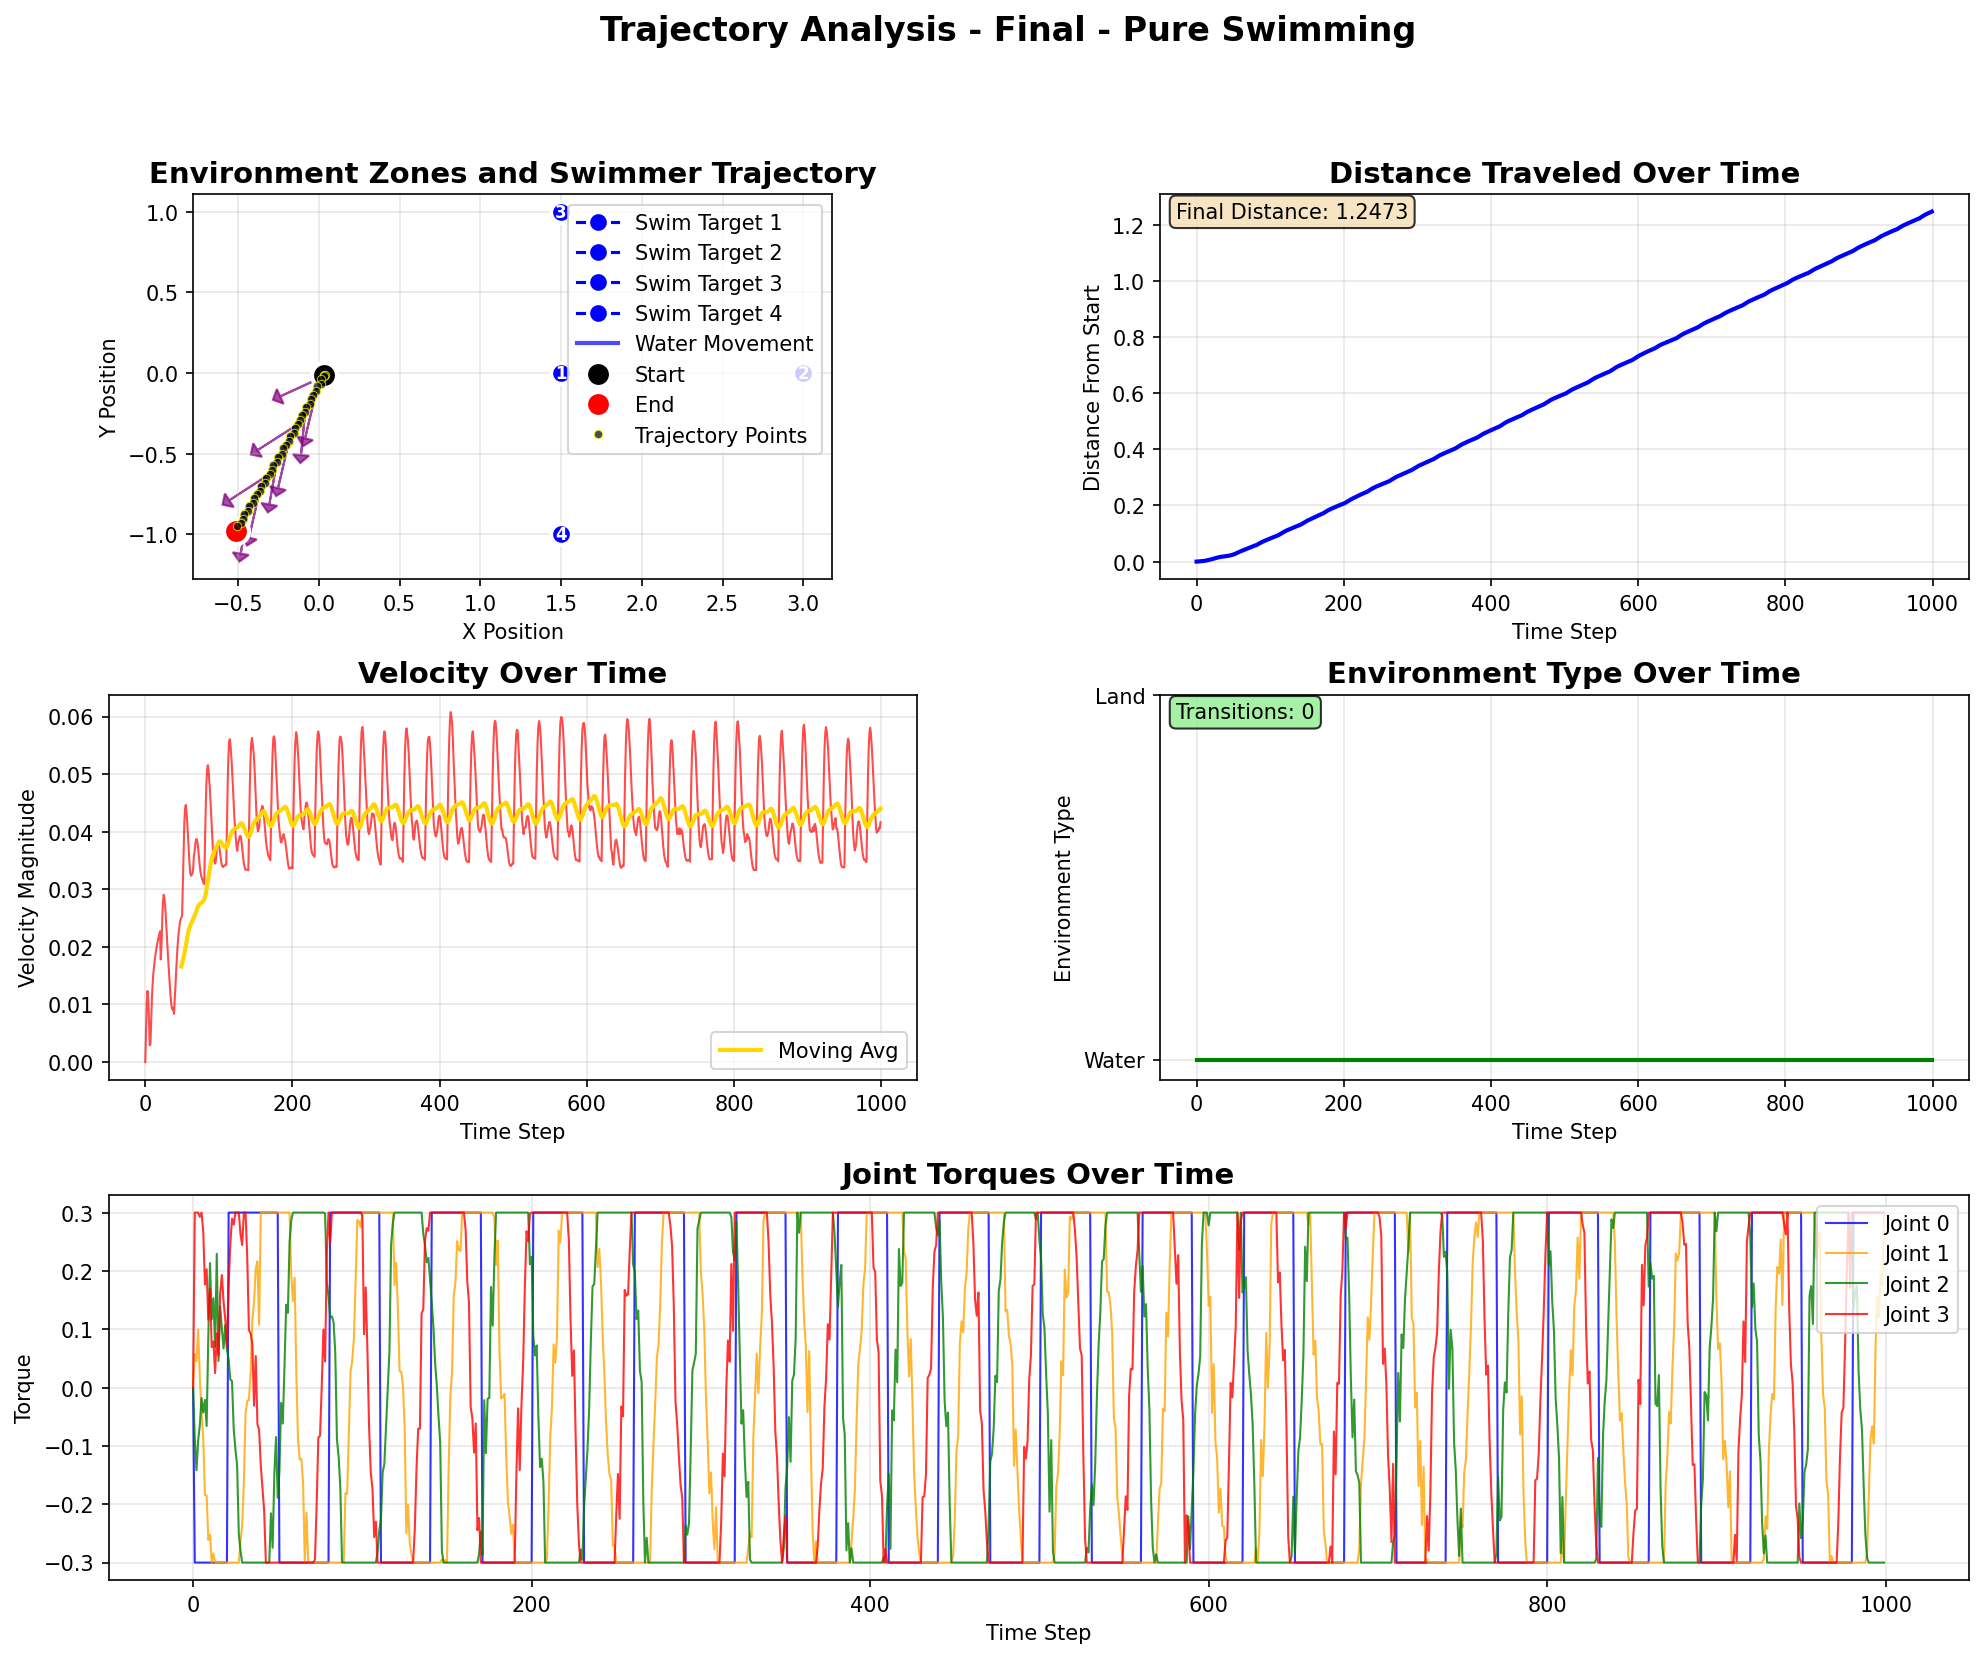 Trajectory Analysis - Final - Pure Swimming
Environment Zones and Swimmer Trajectory
1.0
0.5
0.0
−0.5
−1.0
Y Position
−0.5
0.0
0.5
1.0
1.5
2.0
2.5
3.0
X Position
3
1
2
4
Swim Target 1
Swim Target 2
Swim Target 3
Swim Target 4
Water Movement
Start
End
Trajectory Points
Distance Traveled Over Time
Final Distance: 1.2473
1.2
1.0
0.8
0.6
0.4
0.2
0.0
Distance From Start
0
200
400
600
800
1000
Time Step
Velocity Over Time
0.06
0.05
0.04
0.03
0.02
0.01
0.00
Velocity Magnitude
Moving Avg
0
200
400
600
800
1000
Time Step
Environment Type Over Time
Land
Transitions: 0
Water
Environment Type
0
200
400
600
800
1000
Time Step
Joint Torques Over Time
0.3
0.2
0.1
0.0
−0.1
−0.2
−0.3
Torque
Joint 0
Joint 1
Joint 2
Joint 3
0
200
400
600
800
1000
Time Step